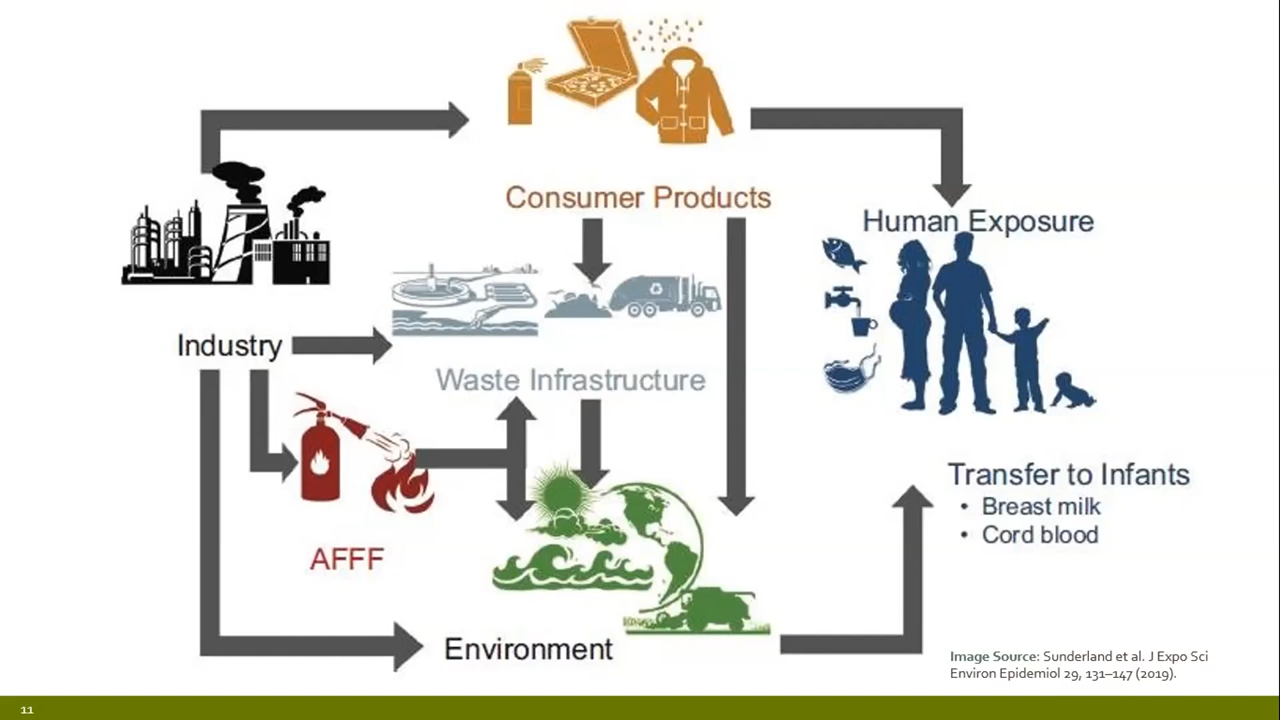 Consumer Products
Human Exposure
Industry
Waste Infrastructure
Transfer to Infants
• Breast milk
• Cord blood
AFFF
Environment
Image Source: Sunderland et al. J Expo Sci
Environ Epidemiol 29, 131–147 (2019).
11